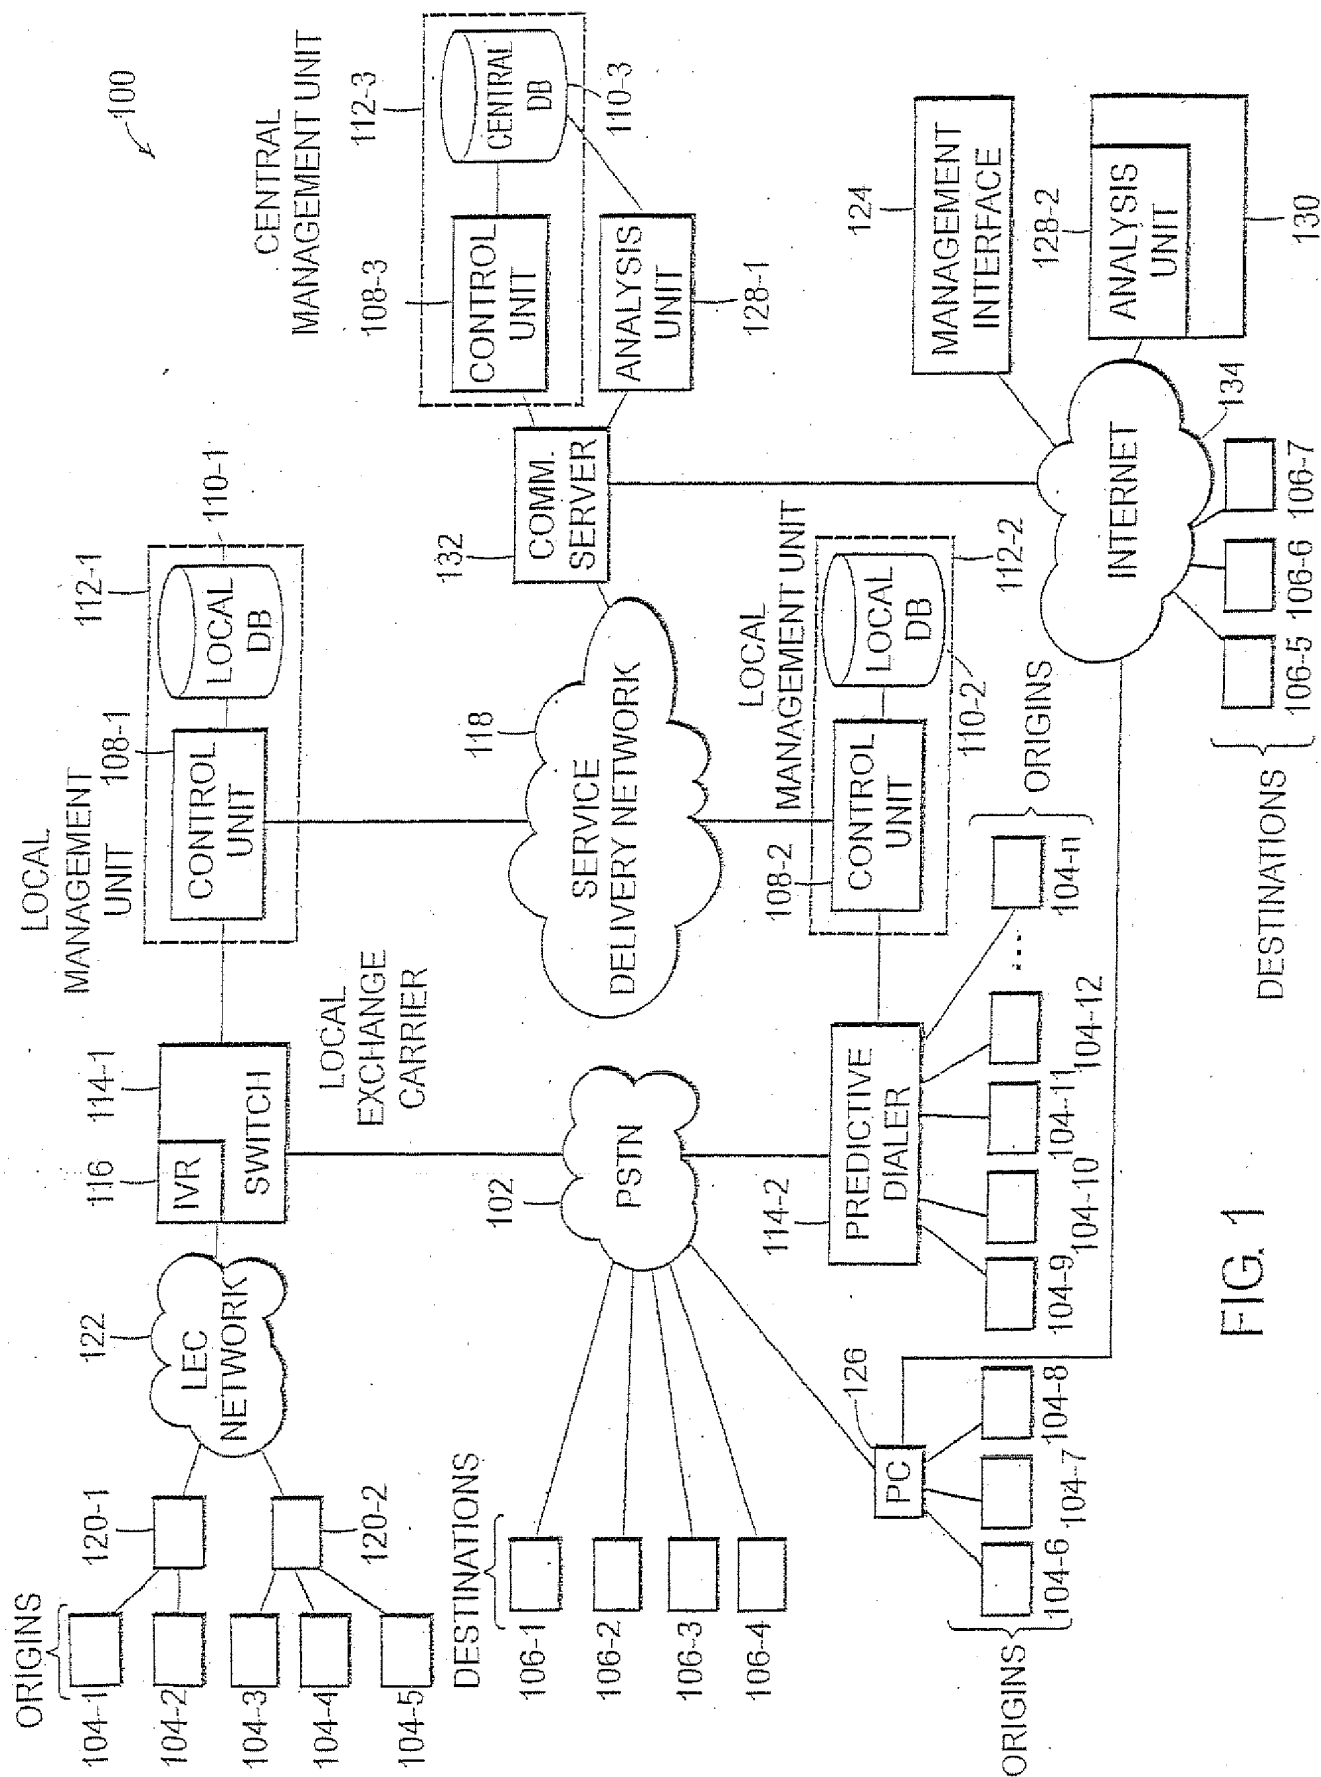 100
CENTRAL
MANAGEMENT UNIT
112-3
108-3
CONTROL
UNIT
CENTRAL
DB
110-3
ANALYSIS
UNIT
128-1
COMM.
SERVER
132
LOCAL
MANAGEMENT
UNIT
112-1
108-1
CONTROL
UNIT
LOCAL
DB
110-1
SERVICE
DELIVERY NETWORK
118
LOCAL
MANAGEMENT UNIT
112-2
108-2
CONTROL
UNIT
LOCAL
DB
110-2
124
MANAGEMENT
INTERFACE
128-2
ANALYSIS
UNIT
130
INTERNET
134
106-5
106-6
106-7
DESTINATIONS
114-1
116
IVR
SWITCH
LOCAL
EXCHANGE
CARRIER
122
LEC
NETWORK
120-1
120-2
ORIGINS
104-1
104-2
104-3
104-4
104-5
102
PSTN
DESTINATIONS
106-1
106-2
106-3
106-4
114-2
PREDICTIVE
DIALER
104-9
104-10
104-11
104-12
104-n
ORIGINS
126
PC
104-6
104-7
104-8
ORIGINS
FIG. 1